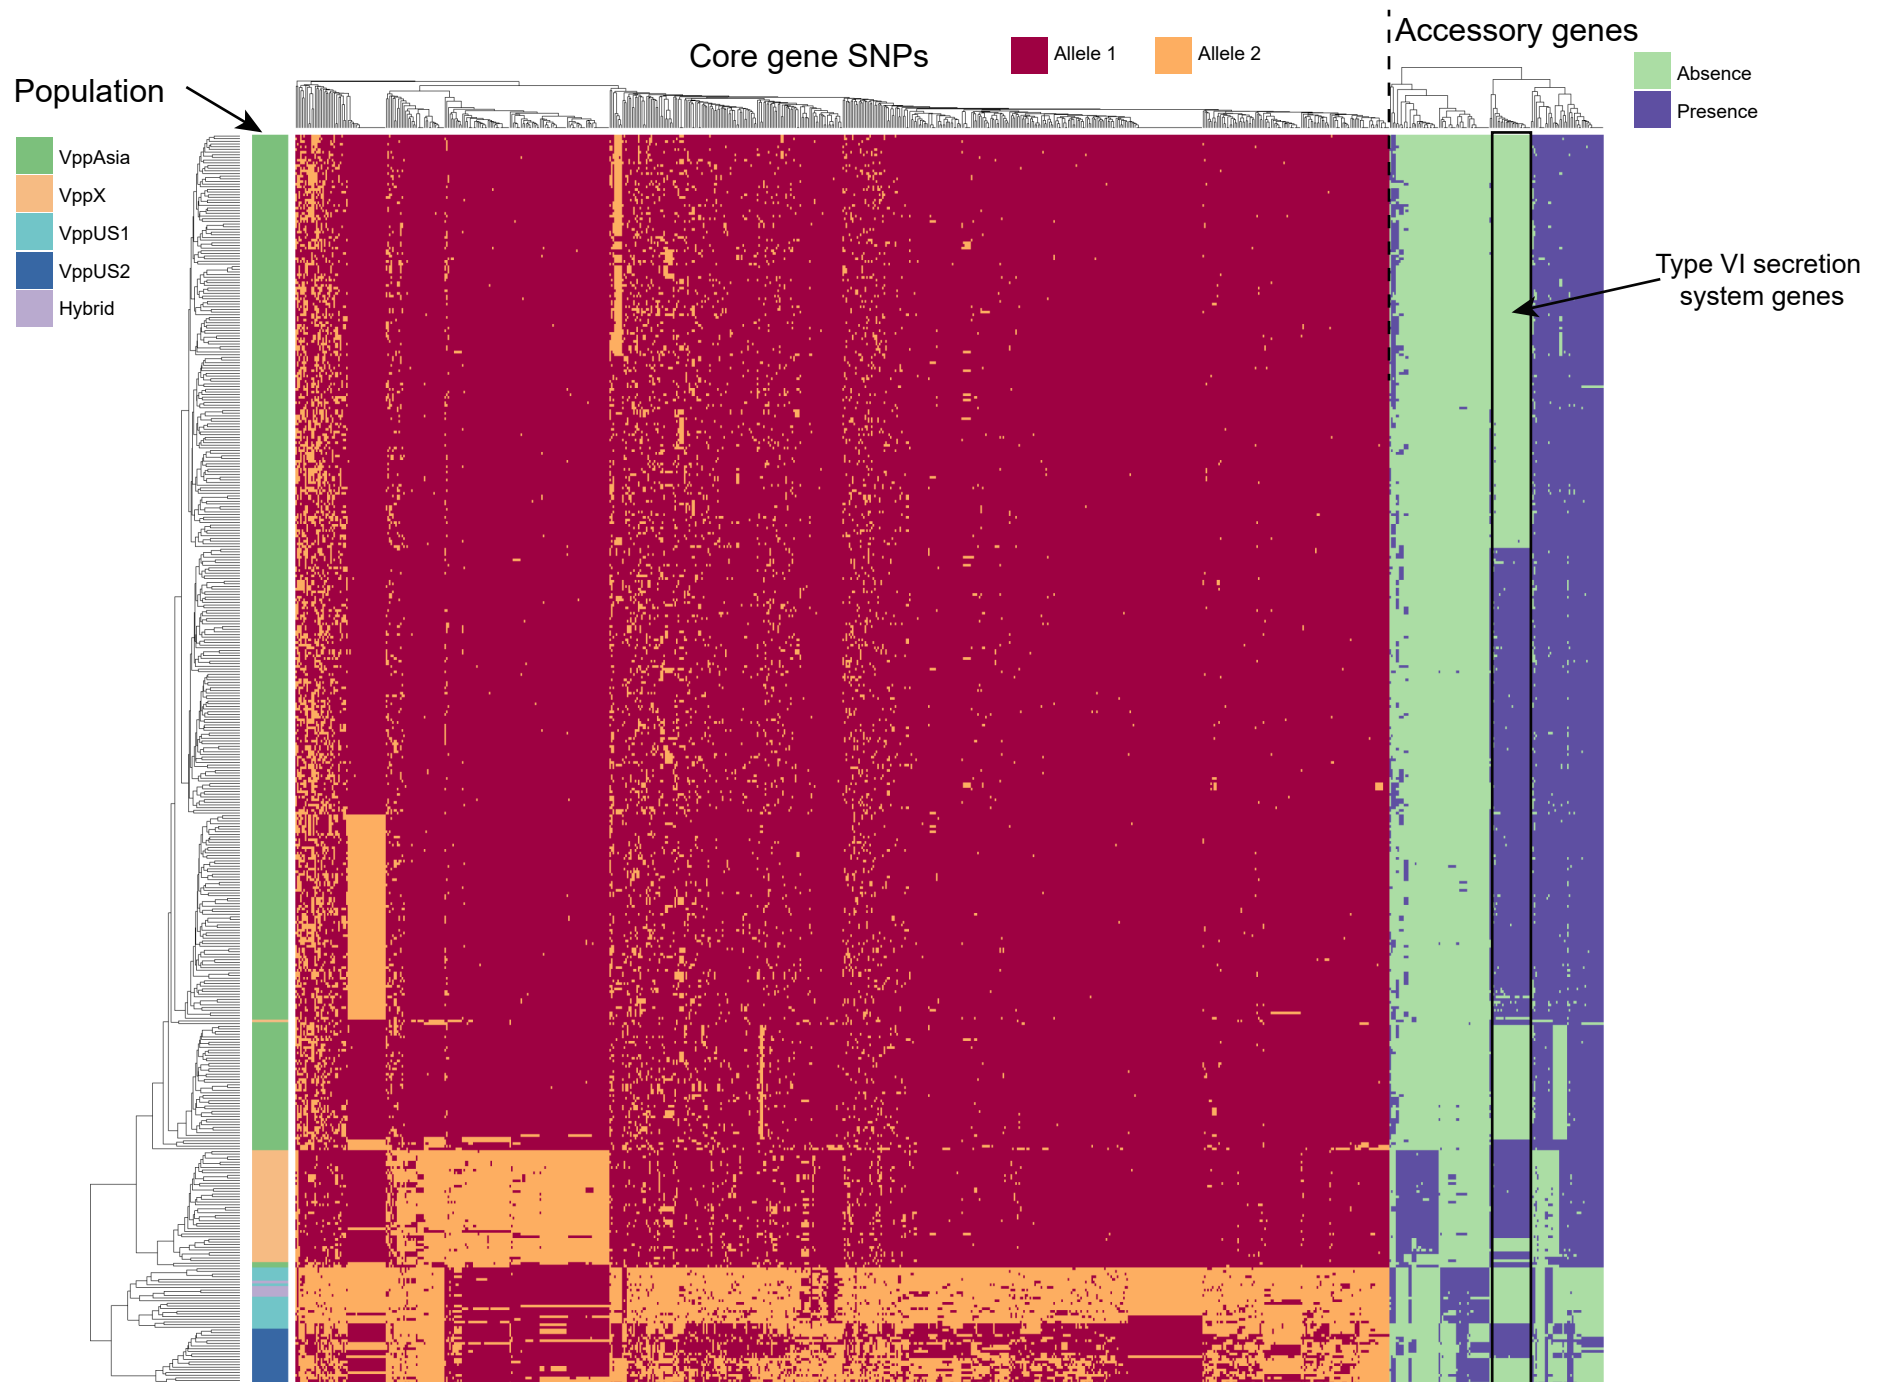 Core gene SNPs
Allele 1
Allele 2
Accessory genes
Absence
Presence
Population
VppAsia
VppX
VppUS1
VppUS2
Hybrid
Type VI secretion
system genes